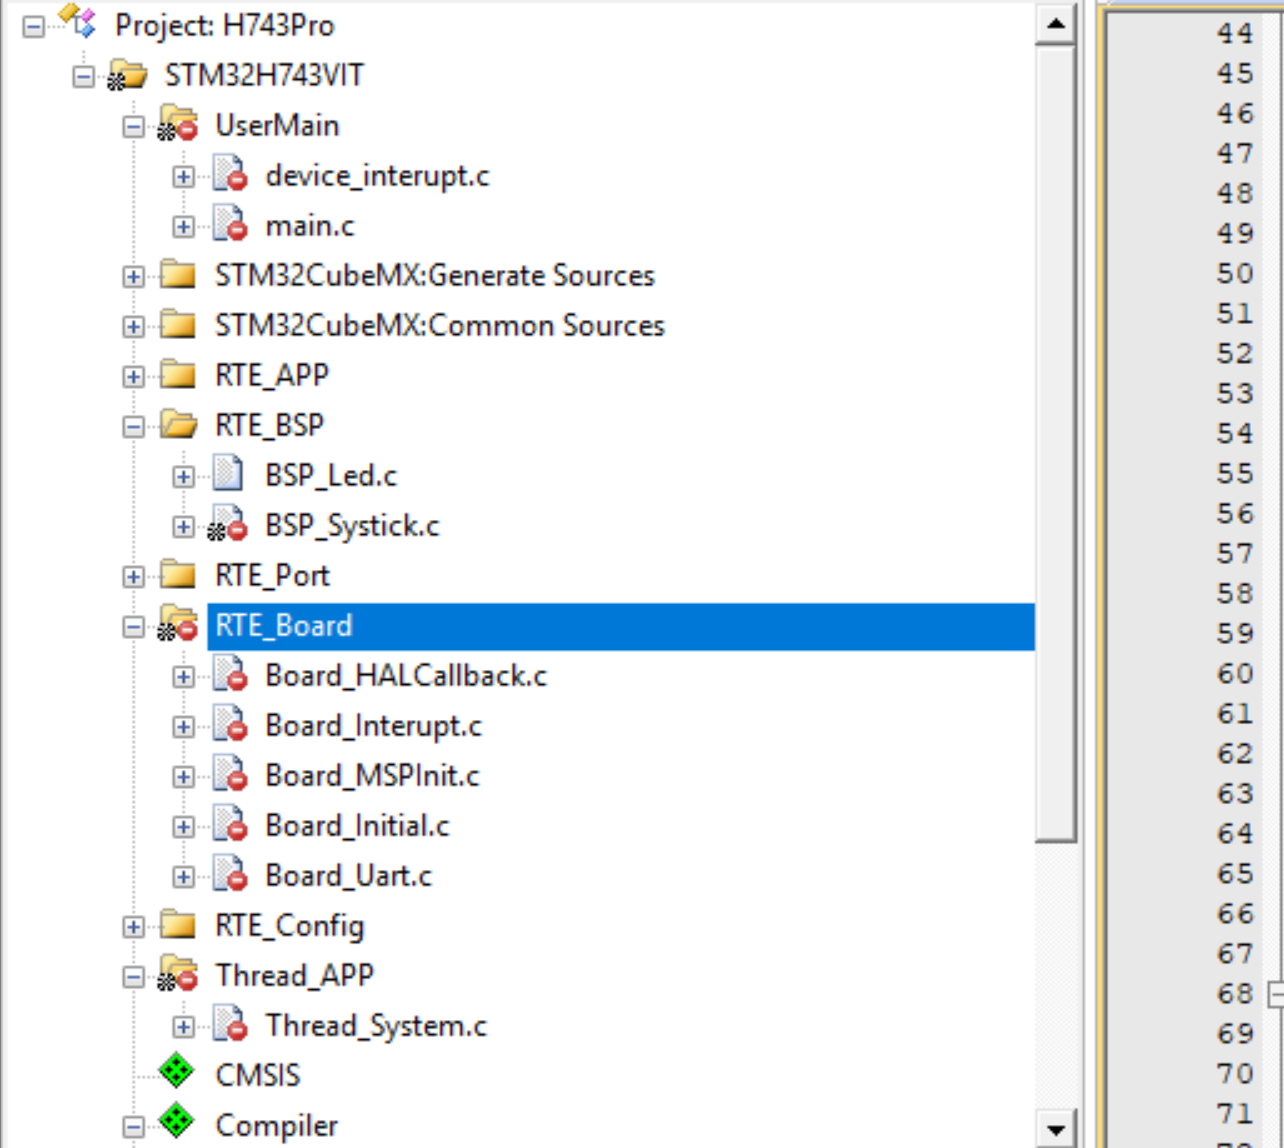 Project: H743Pro
STM32H743VIT
UserMain
device_interupt.c
main.c
STM32CubeMX:Generate Sources
STM32CubeMX:Common Sources
RTE_APP
RTE_BSP
BSP_Led.c
BSP_Systick.c
RTE_Port
RTE_Board
Board_HALCallback.c
Board_Interupt.c
Board_MSPInit.c
Board_Initial.c
Board_Uart.c
RTE_Config
Thread_APP
Thread_System.c
CMSIS
Compiler
44
45
46
47
48
49
50
51
52
53
54
55
56
57
58
59
60
61
62
63
64
65
66
67
68
69
70
71